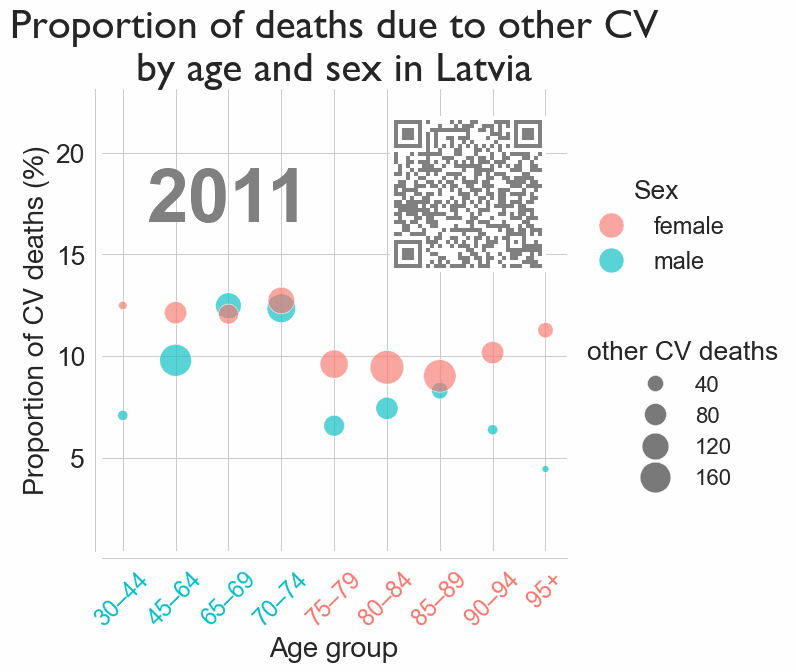 Proportion of deaths due to other CV
by age and sex in Latvia
2011
Proportion of CV deaths (%)
20
15
10
5
30–44
45–64
65–69
70–74
75–79
80–84
85–89
90–94
95+
Age group
Sex
female
male
other CV deaths
40
80
120
160